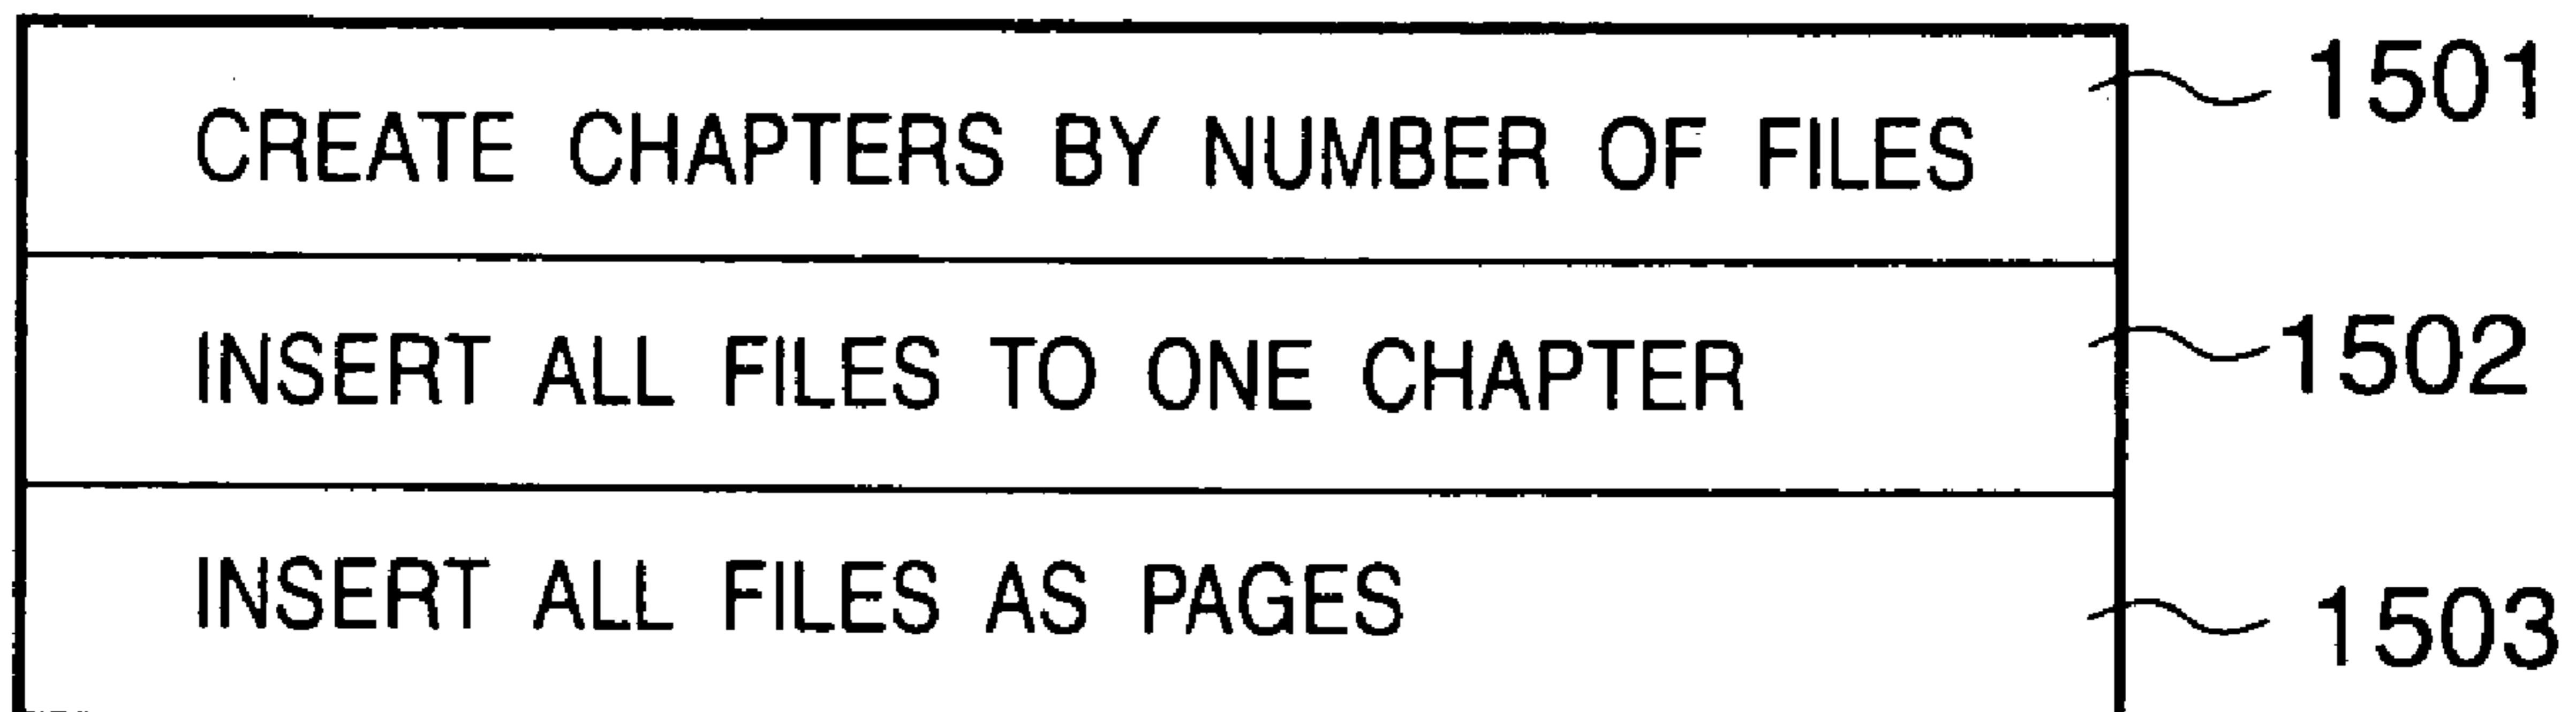 CREATE CHAPTERS BY NUMBER OF FILES 1501
INSERT ALL FILES TO ONE CHAPTER 1502
INSERT ALL FILES AS PAGES 1503